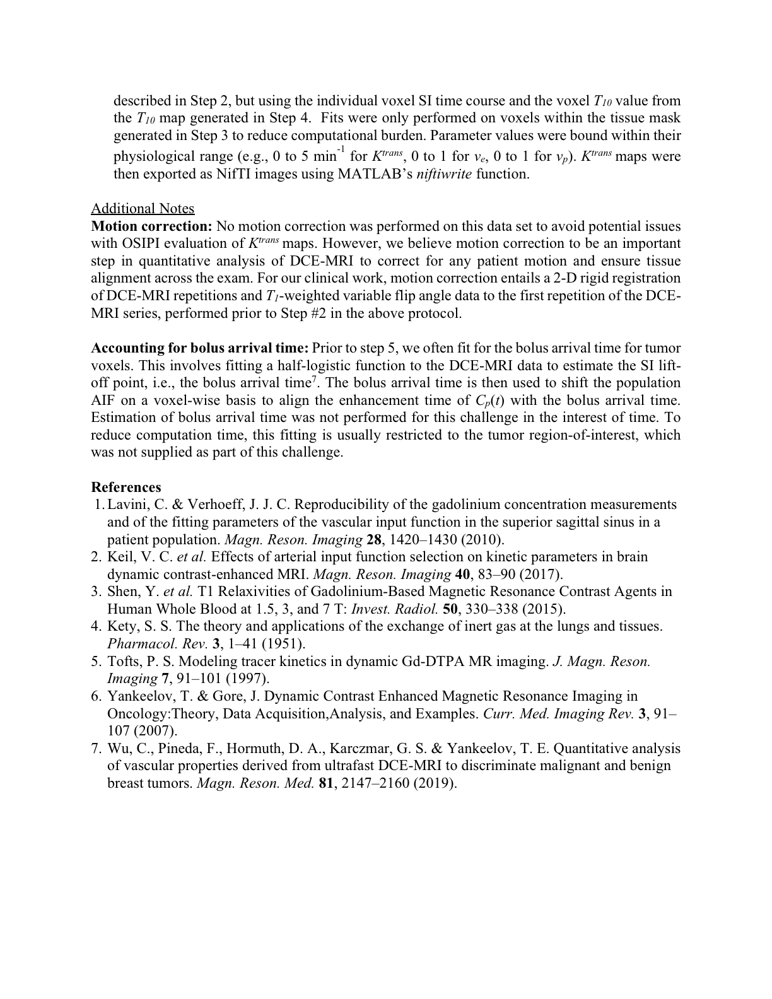 described in Step 2, but using the individual voxel SI time course and the voxel T10 value from
the T10 map generated in Step 4.  Fits were only performed on voxels within the tissue mask
generated in Step 3 to reduce computational burden. Parameter values were bound within their
physiological range (e.g., 0 to 5 min-1 for Ktrans, 0 to 1 for ve, 0 to 1 for vp). Ktrans maps were
then exported as NifTI images using MATLAB’s niftiwrite function.
Additional Notes
Motion correction: No motion correction was performed on this data set to avoid potential issues
with OSIPI evaluation of Ktrans maps. However, we believe motion correction to be an important
step in quantitative analysis of DCE-MRI to correct for any patient motion and ensure tissue
alignment across the exam. For our clinical work, motion correction entails a 2-D rigid registration
of DCE-MRI repetitions and T1-weighted variable flip angle data to the first repetition of the DCE-
MRI series, performed prior to Step #2 in the above protocol.
Accounting for bolus arrival time: Prior to step 5, we often fit for the bolus arrival time for tumor
voxels. This involves fitting a half-logistic function to the DCE-MRI data to estimate the SI lift-
off point, i.e., the bolus arrival time7. The bolus arrival time is then used to shift the population
AIF on a voxel-wise basis to align the enhancement time of Cp(t) with the bolus arrival time.
Estimation of bolus arrival time was not performed for this challenge in the interest of time. To
reduce computation time, this fitting is usually restricted to the tumor region-of-interest, which
was not supplied as part of this challenge.
References
1. Lavini, C. & Verhoeff, J. J. C. Reproducibility of the gadolinium concentration measurements
and of the fitting parameters of the vascular input function in the superior sagittal sinus in a
patient population. Magn. Reson. Imaging 28, 1420–1430 (2010).
2. Keil, V. C. et al. Effects of arterial input function selection on kinetic parameters in brain
dynamic contrast-enhanced MRI. Magn. Reson. Imaging 40, 83–90 (2017).
3. Shen, Y. et al. T1 Relaxivities of Gadolinium-Based Magnetic Resonance Contrast Agents in
Human Whole Blood at 1.5, 3, and 7 T: Invest. Radiol. 50, 330–338 (2015).
4. Kety, S. S. The theory and applications of the exchange of inert gas at the lungs and tissues.
Pharmacol. Rev. 3, 1–41 (1951).
5. Tofts, P. S. Modeling tracer kinetics in dynamic Gd-DTPA MR imaging. J. Magn. Reson.
Imaging 7, 91–101 (1997).
6. Yankeelov, T. & Gore, J. Dynamic Contrast Enhanced Magnetic Resonance Imaging in
Oncology:Theory, Data Acquisition,Analysis, and Examples. Curr. Med. Imaging Rev. 3, 91–
107 (2007).
7. Wu, C., Pineda, F., Hormuth, D. A., Karczmar, G. S. & Yankeelov, T. E. Quantitative analysis
of vascular properties derived from ultrafast DCE-MRI to discriminate malignant and benign
breast tumors. Magn. Reson. Med. 81, 2147–2160 (2019).